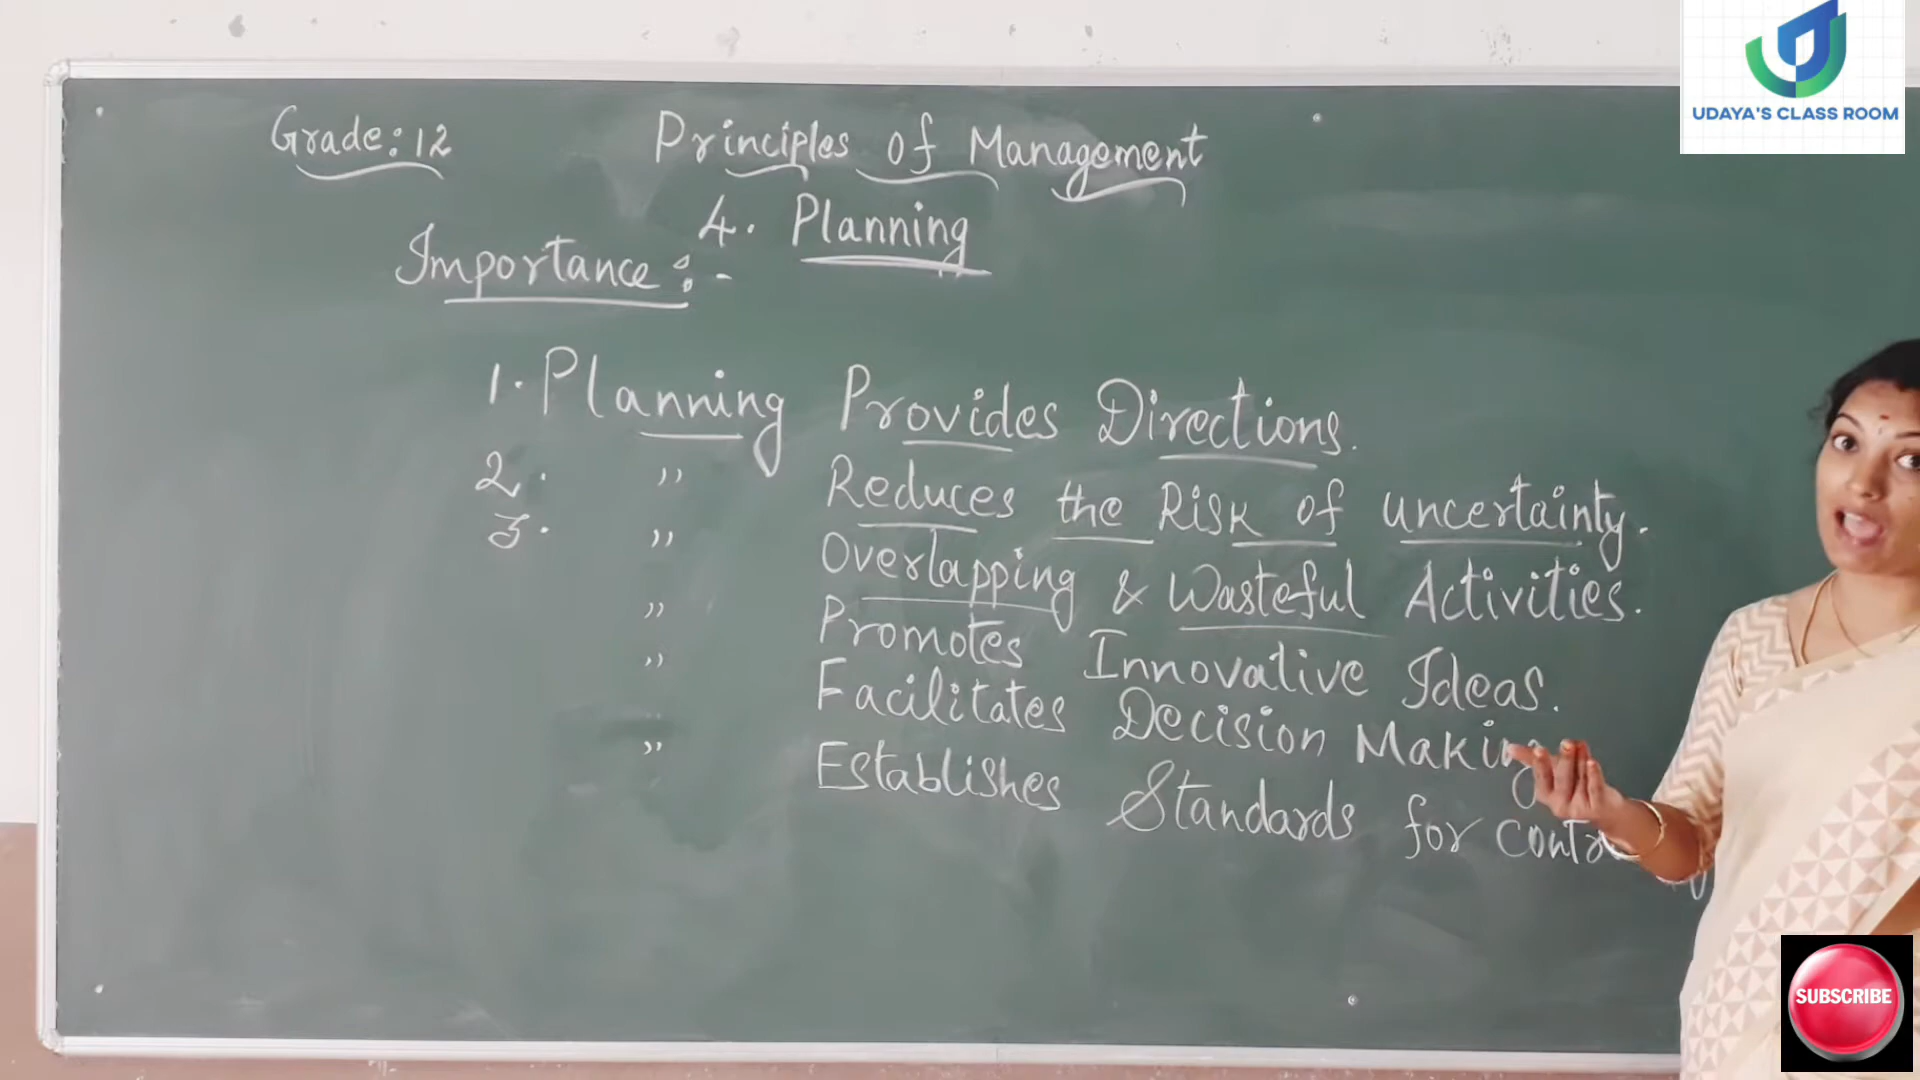 UDAYA'S CLASS ROOM
Grade: 12
Principles of Management
4. Planning
Importance :-
1. Planning Provides Directions.
2. ,, Reduces the Risk of uncertainty.
3. ,, Overlapping & Wasteful Activities.
,, Promotes Innovative Ideas.
,, Facilitates Decision Making
,, Establishes Standards for
SUBSCRIBE